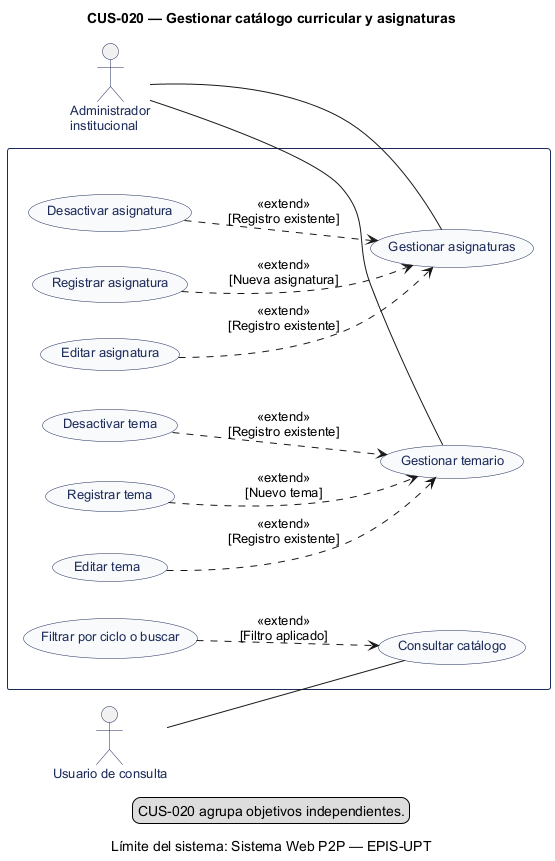 CUS-020 — Gestionar catálogo curricular y asignaturas
Administrador
institucional
Desactivar asignatura
«extend»
[Registro existente]
Gestionar asignaturas
Registrar asignatura
«extend»
[Nueva asignatura]
Editar asignatura
«extend»
[Registro existente]
Desactivar tema
«extend»
[Registro existente]
Gestionar temario
Registrar tema
«extend»
[Nuevo tema]
Editar tema
«extend»
[Registro existente]
Filtrar por ciclo o buscar
«extend»
[Filtro aplicado]
Consultar catálogo
Usuario de consulta
CUS-020 agrupa objetivos independientes.
Límite del sistema: Sistema Web P2P — EPIS-UPT